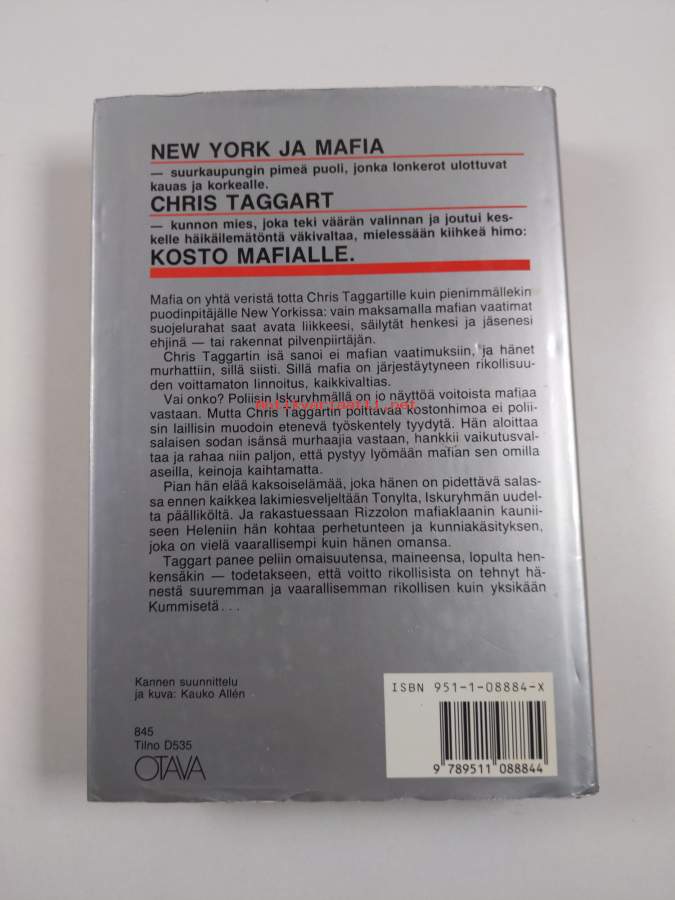 NEW YORK JA MAFIA
— suurkaupungin pimeä puoli, jonka lonkerot ulottuvat
kauas ja korkealle.
CHRIS TAGGART
— kunnon mies, joka teki väärän valinnan ja joutui kes-
kelle häikäilemätöntä väkivaltaa, mielessään kiihkeä himo:
KOSTO MAFIALLE.
Mafia on yhtä veristä totta Chris Taggartille kuin pienimmällekin
puodinpitäjälle New Yorkissa: vain maksamalla mafian vaatimat
suojelurahat saat avata liikkeesi, säilytät henkesi ja jäsenesi
ehjinä — tai rakennat pilvenpiirtäjän.
Chris Taggartin isä sanoi ei mafian vaatimuksiin, ja hänet
murhattiin, sillä siisti. Sillä mafia on järjestäytyneen rikollisuu-
den voittamaton linnoitus, kaikkivaltias.
Vai onko? Poliisin Iskuryhmällä on jo näyttöä voitoista mafiaa
vastaan. Mutta Chris Taggartin polttavaa kostonhimoa ei polii-
sin laillisin muodoin etenevä työskentely tyydytä. Hän aloittaa
salaisen sodan isänsä murhaajia vastaan, hankkii vaikutusval-
taa ja rahaa niin paljon, että pystyy lyömään mafian sen omilla
aseilla, keinoja kaihtamatta.
Pian hän elää kaksoiselämää, joka hänen on pidettävä salas-
sa ennen kaikkea lakimiesveljeltään Tonylta, Iskuryhmän uudel-
ta päälliköltä. Ja rakastuessaan Rizzolon mafiaklaanin kaunii-
seen Heleniin hän kohtaa perhetunteen ja kunniakäsityksen,
joka on vielä vaarallisempi kuin hänen omansa.
Taggart panee peliin omaisuutensa, maineensa, lopulta hen-
kensäkin — todetakseen, että voitto rikollisista on tehnyt hä-
nestä suuremman ja vaarallisemman rikollisen kuin yksikään
Kummisetä...
antikvariaatti.net
Kannen suunnittelu
ja kuva: Kauko Allén
845
Tilno D535
OTAVA
ISBN 951-1-08884-X
9 789511 088844